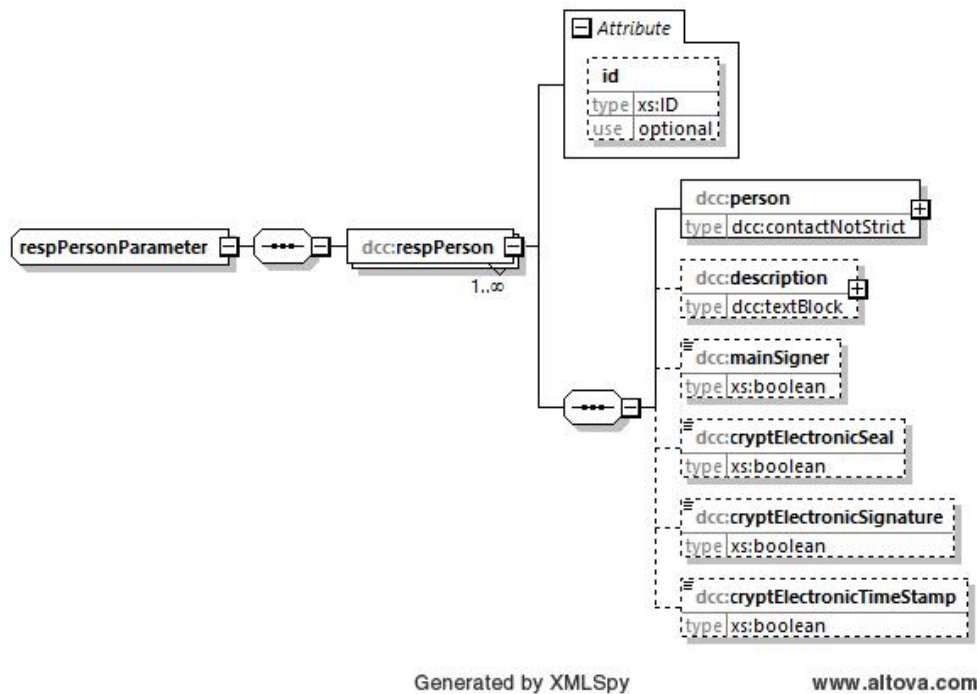 Attribute
id
type xs:ID
use optional
respPersonParameter
dcc:respPerson
1..∞
dcc:person
type dcc:contactNotStrict
dcc:description
type dcc:textBlock
dcc:mainSigner
type xs:boolean
dcc:cryptElectronicSeal
type xs:boolean
dcc:cryptElectronicSignature
type xs:boolean
dcc:cryptElectronicTimeStamp
type xs:boolean
Generated by XMLSpy www.altova.com